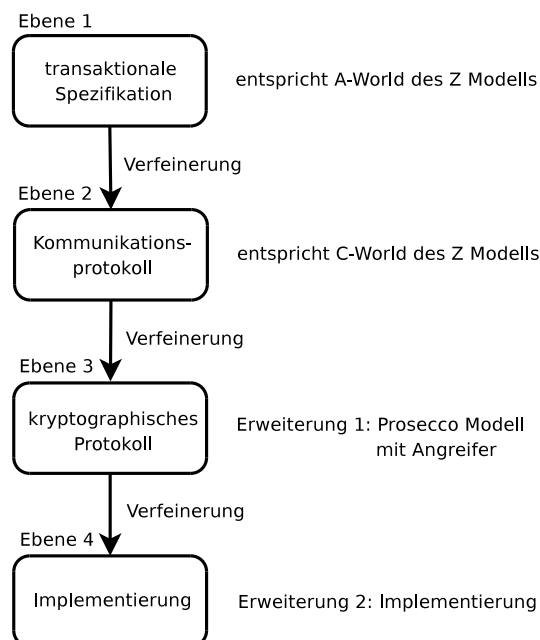 Ebene 1
transaktionale
Spezifikation
entspricht A-World des Z Modells
Verfeinerung
Ebene 2
Kommunikations-
protokoll
entspricht C-World des Z Modells
Verfeinerung
Ebene 3
kryptographisches
Protokoll
Erweiterung 1: Prosecco Modell
mit Angreifer
Verfeinerung
Ebene 4
Implementierung
Erweiterung 2: Implementierung